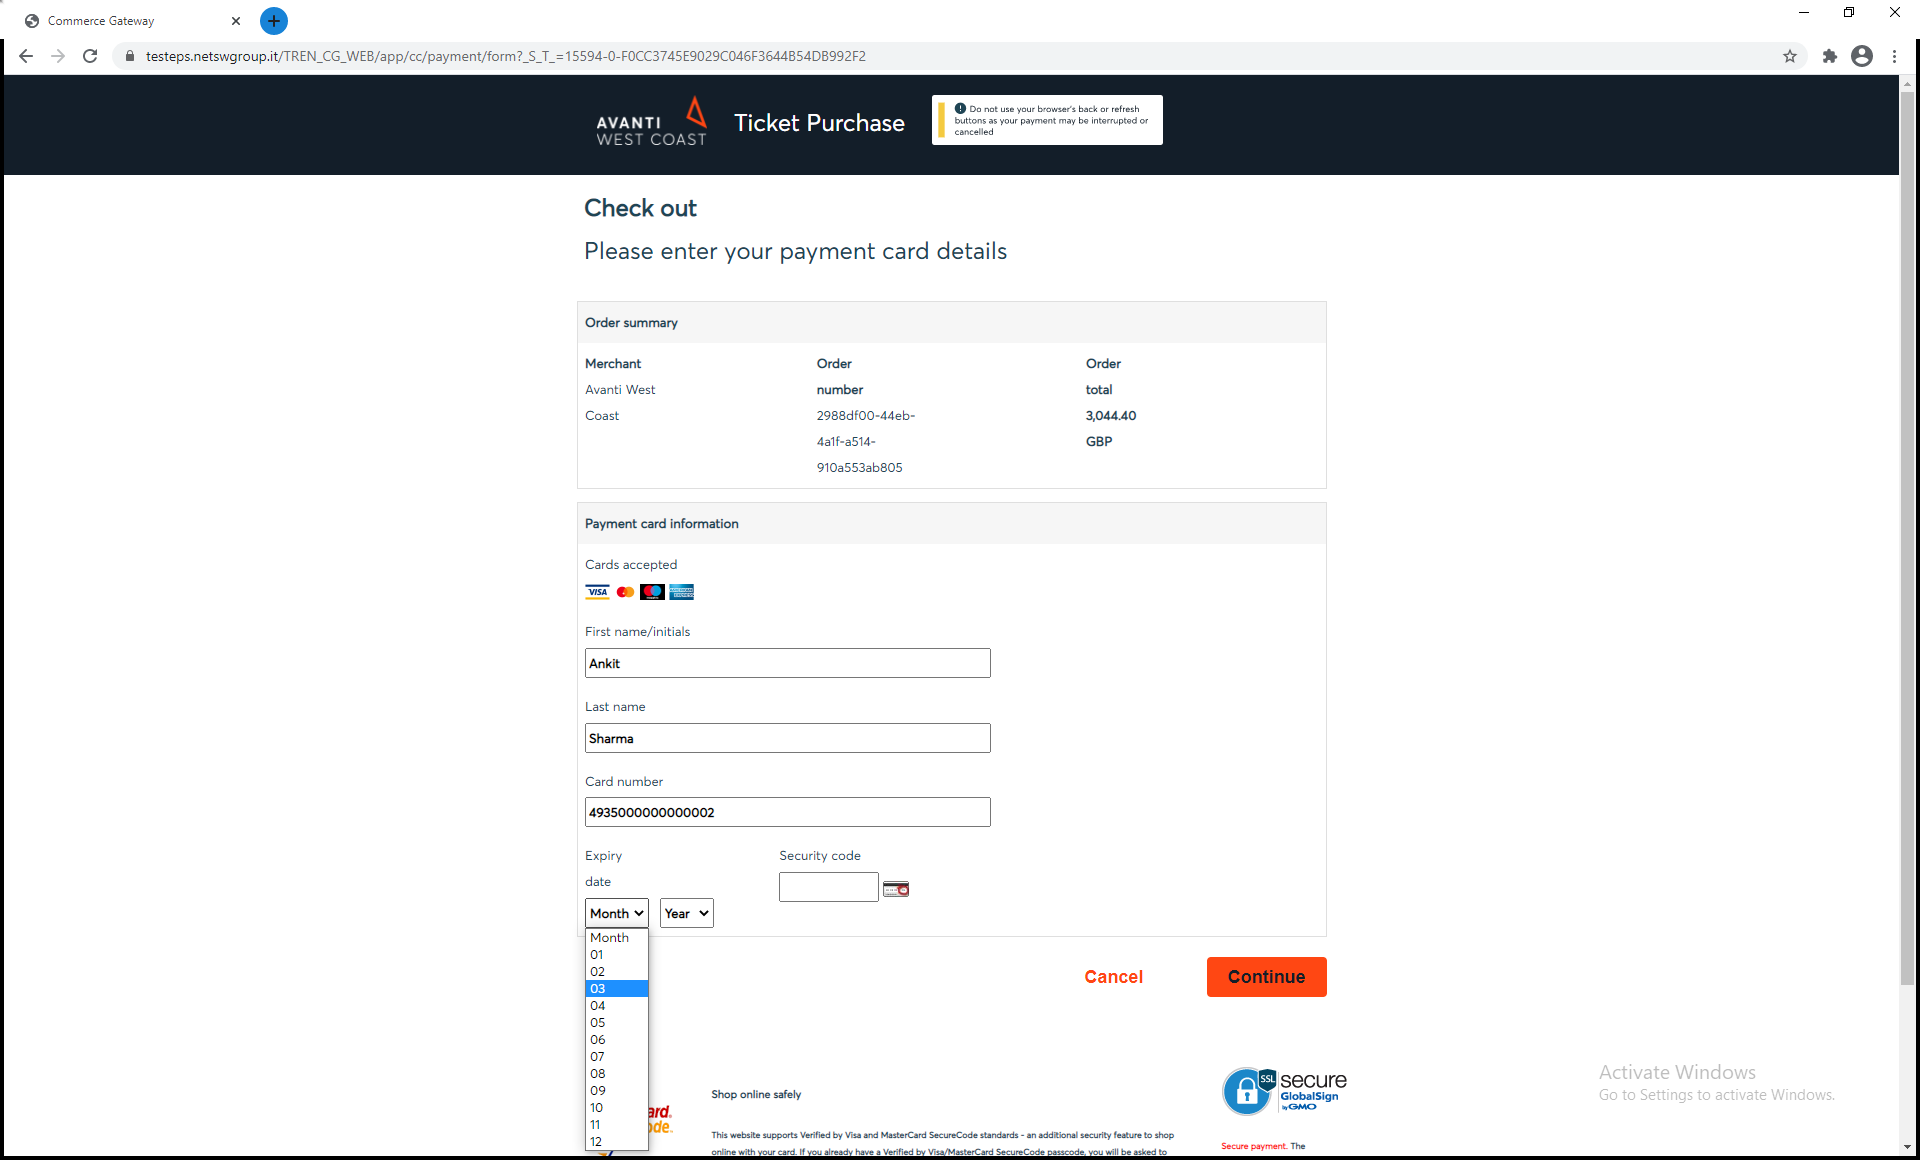 Commerce Gateway
testeps.netswgroup.it/TREN_CG_WEB/app/cc/payment/form?_S_T_=15594-0-F0CC3745E9029C046F3644B54DB992F2
AVANTI
WEST COAST
Ticket Purchase
Do not use your browser's back or refresh
buttons as your payment may be interrupted or
cancelled
Check out
Please enter your payment card details
Order summary
Merchant Order Order
Avanti West number total
Coast 2988df00-44eb- 3,044.40
4a1f-a514- GBP
910a553ab805
Payment card information
Cards accepted
VISA
First name/initials
Ankit
Last name
Sharma
Card number
4935000000000002
Expiry Security code
date
Month Year
Month
01
02
03
04
05
06
07
08
09
10
11
12
Cancel Continue
ard.
de.
Shop online safely
This website supports Verified by Visa and MasterCard SecureCode standards - an additional security feature to shop
online with your card. If you already have a Verified by Visa/MasterCard SecureCode passcode, you will be asked to
SSL secure
GlobalSign
by GMO
Secure payment. The
Activate Windows
Go to Settings to activate Windows.